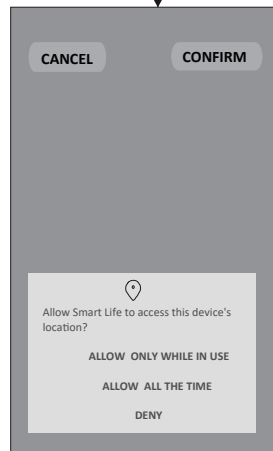 CANCEL
CONFIRM
Allow Smart Life to access this device's
location?
ALLOW ONLY WHILE IN USE
ALLOW ALL THE TIME
DENY